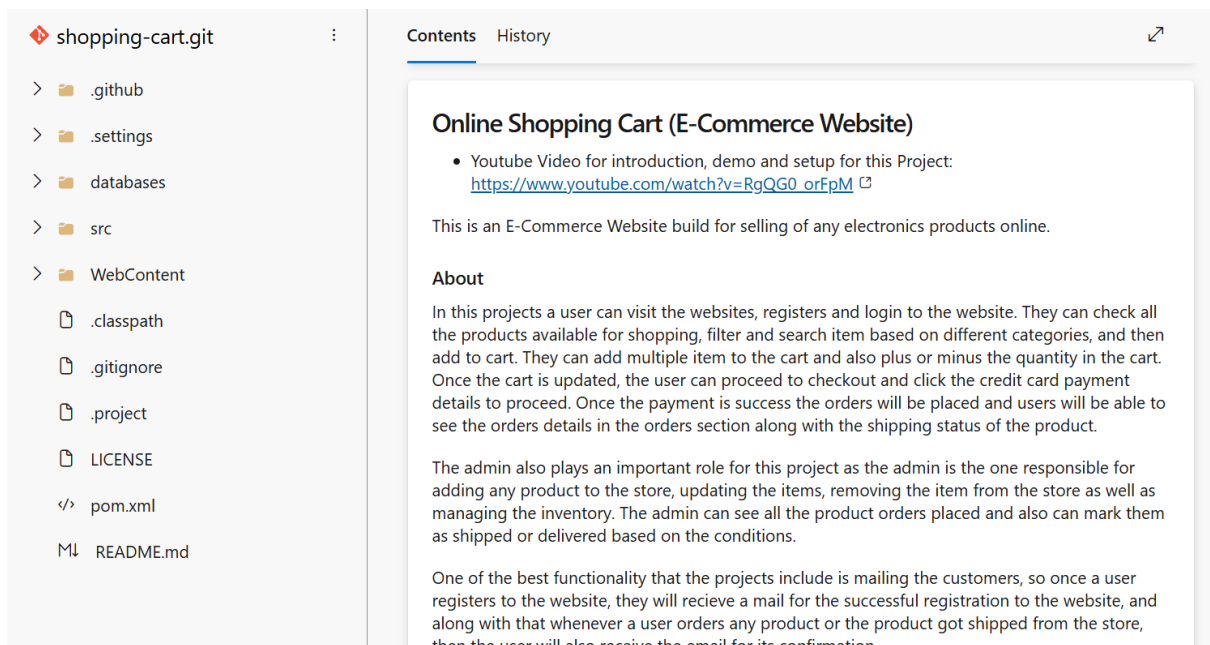 shopping-cart.git
.github
.settings
databases
src
WebContent
.classpath
.gitignore
.project
LICENSE
pom.xml
README.md
Contents History
Online Shopping Cart (E-Commerce Website)
Youtube Video for introduction, demo and setup for this Project:
https://www.youtube.com/watch?v=RgQG0_orFpM
This is an E-Commerce Website build for selling of any electronics products online.
About
In this projects a user can visit the websites, registers and login to the website. They can check all
the products available for shopping, filter and search item based on different categories, and then
add to cart. They can add multiple item to the cart and also plus or minus the quantity in the cart.
Once the cart is updated, the user can proceed to checkout and click the credit card payment
details to proceed. Once the payment is success the orders will be placed and users will be able to
see the orders details in the orders section along with the shipping status of the product.
The admin also plays an important role for this project as the admin is the one responsible for
adding any product to the store, updating the items, removing the item from the store as well as
managing the inventory. The admin can see all the product orders placed and also can mark them
as shipped or delivered based on the conditions.
One of the best functionality that the projects include is mailing the customers, so once a user
registers to the website, they will recieve a mail for the successful registration to the website, and
along with that whenever a user orders any product or the product got shipped from the store,
then the user will also receive the email for its confirmation.